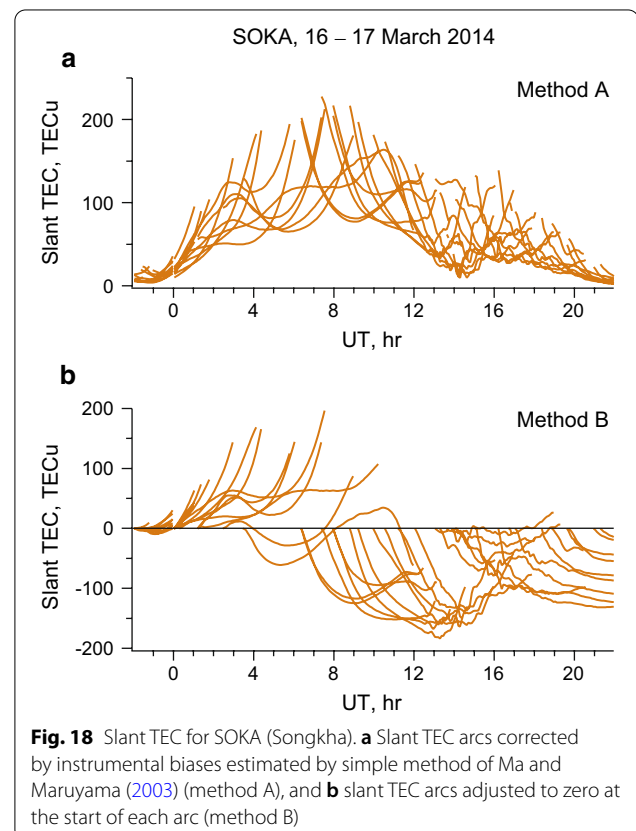 SOKA, 16 – 17 March 2014
a
Method A
Slant TEC, TECu
200
100
0
0 4 8 12 16 20
UT, hr
b
Method B
Slant TEC, TECu
200
100
0
-100
-200
0 4 8 12 16 20
UT, hr
Fig. 18 Slant TEC for SOKA (Songkha). a Slant TEC arcs corrected
by instrumental biases estimated by simple method of Ma and
Maruyama (2003) (method A), and b slant TEC arcs adjusted to zero at
the start of each arc (method B)